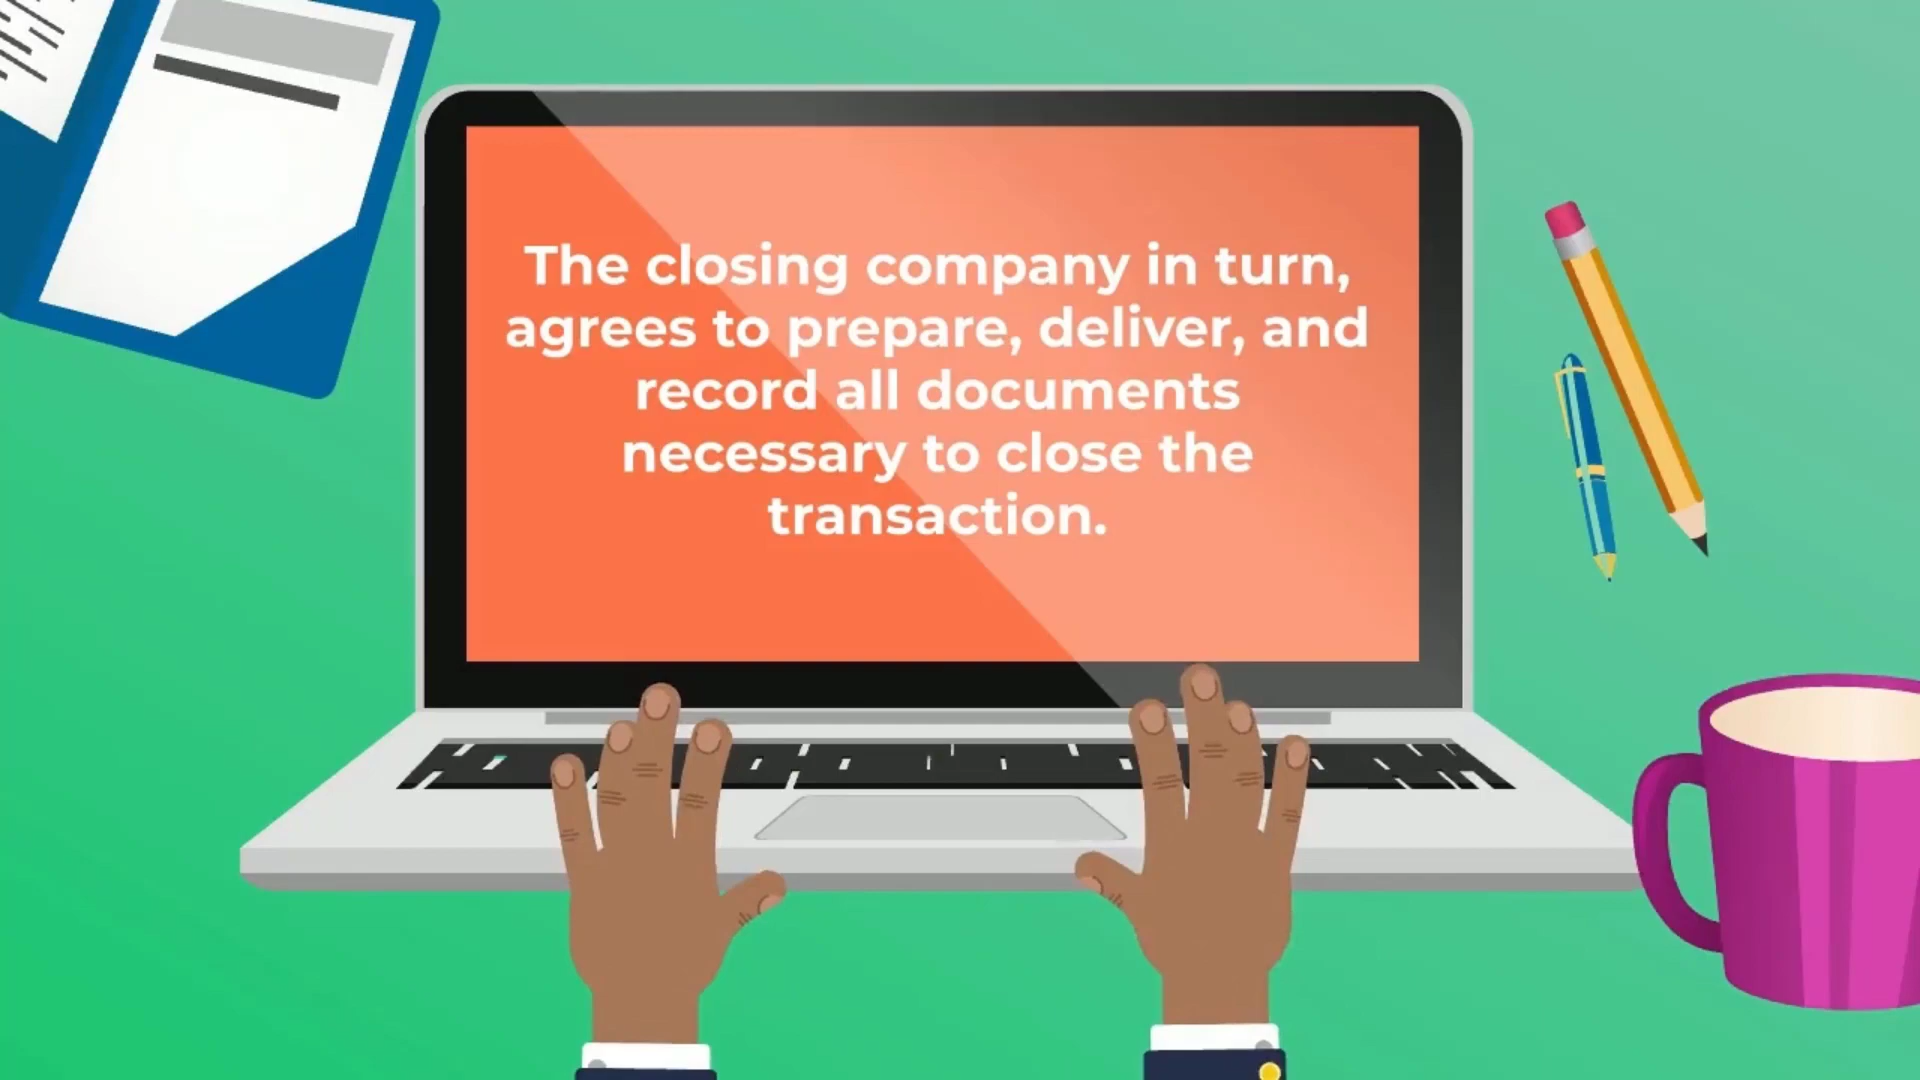 The closing company in turn,
agrees to prepare, deliver, and
record all documents
necessary to close the
transaction.